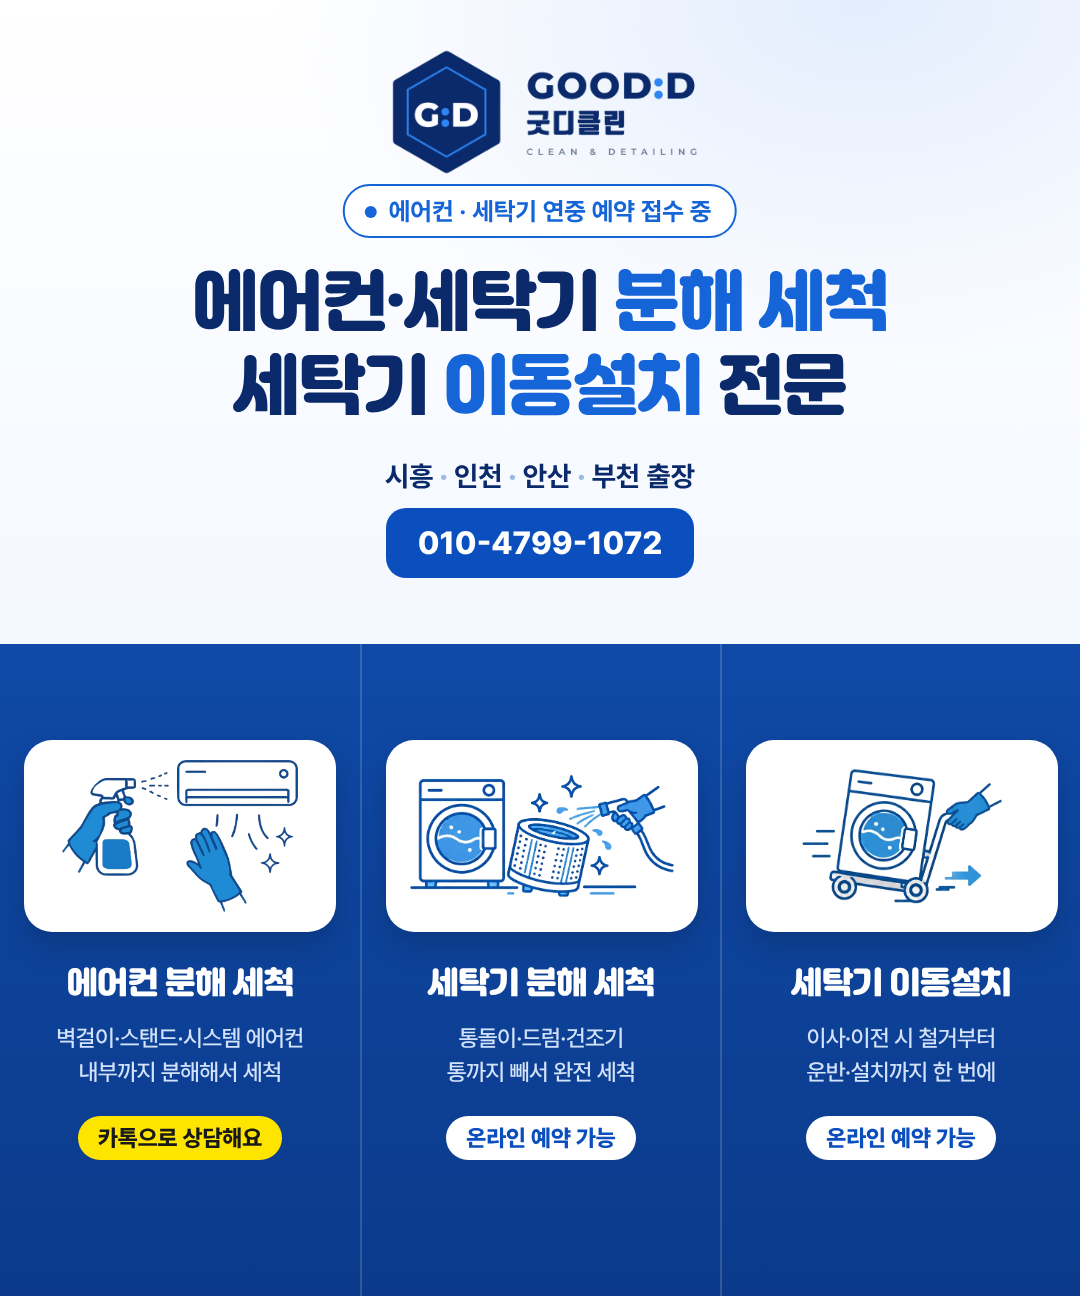 G:D
GOOD:D
굿디클린
CLEAN & DETAILING
• 에어컨 · 세탁기 연중 예약 접수 중
에어컨·세탁기 분해 세척
세탁기 이동설치 전문
시흥 · 인천 · 안산 · 부천 출장
010-4799-1072
에어컨 분해 세척
벽걸이·스탠드·시스템 에어컨
내부까지 분해해서 세척
카톡으로 상담해요
세탁기 분해 세척
통돌이·드럼·건조기
통까지 빼서 완전 세척
온라인 예약 가능
세탁기 이동설치
이사·이전 시 철거부터
운반·설치까지 한 번에
온라인 예약 가능